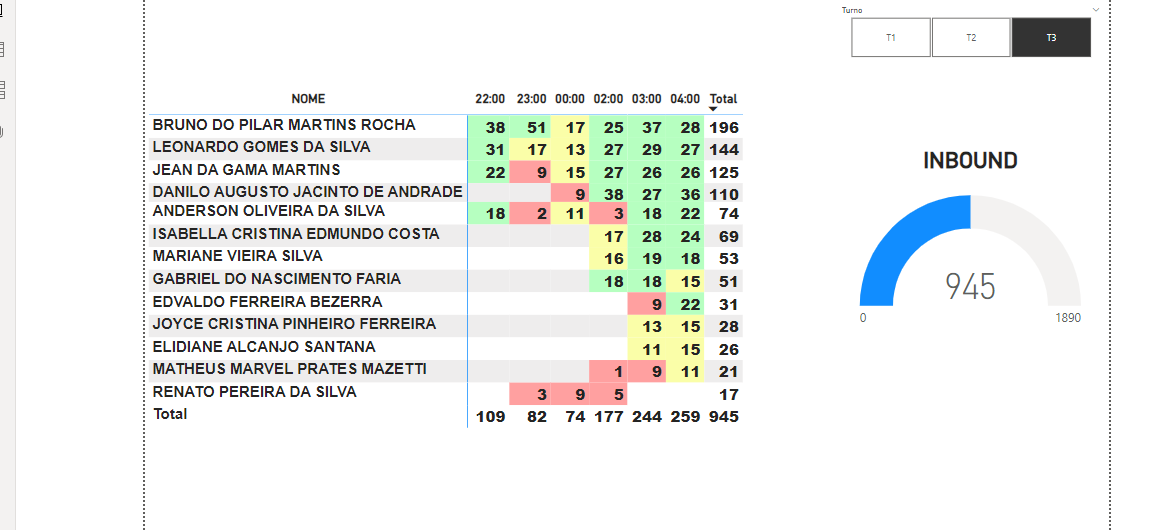 Turno
T1 T2 T3
NOME 22:00 23:00 00:00 02:00 03:00 04:00 Total
BRUNO DO PILAR MARTINS ROCHA 38 51 17 25 37 28 196
LEONARDO GOMES DA SILVA 31 17 13 27 29 27 144
JEAN DA GAMA MARTINS 22 9 15 27 26 26 125
DANILO AUGUSTO JACINTO DE ANDRADE 9 38 27 36 110
ANDERSON OLIVEIRA DA SILVA 18 2 11 3 18 22 74
ISABELLA CRISTINA EDMUNDO COSTA 17 28 24 69
MARIANE VIEIRA SILVA 16 19 18 53
GABRIEL DO NASCIMENTO FARIA 18 18 15 51
EDVALDO FERREIRA BEZERRA 9 22 31
JOYCE CRISTINA PINHEIRO FERREIRA 13 15 28
ELIDIANE ALCANJO SANTANA 11 15 26
MATHEUS MARVEL PRATES MAZETTI 1 9 11 21
RENATO PEREIRA DA SILVA 3 9 5 17
Total 109 82 74 177 244 259 945
INBOUND
945
0 1890